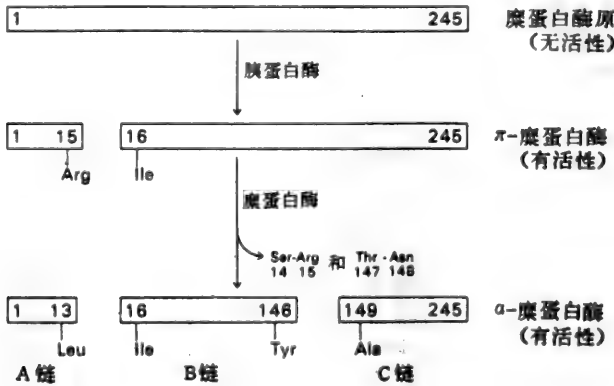 1 245 糜蛋白酶原
(无活性)
胰蛋白酶
1 15 16 245 π-糜蛋白酶
Arg Ile (有活性)
糜蛋白酶
Ser-Arg 和 Thr-Asn
14 15 147 148
1 13 16 146 149 245 α-糜蛋白酶
Leu Ile Tyr Ala (有活性)
A链 B链 C链